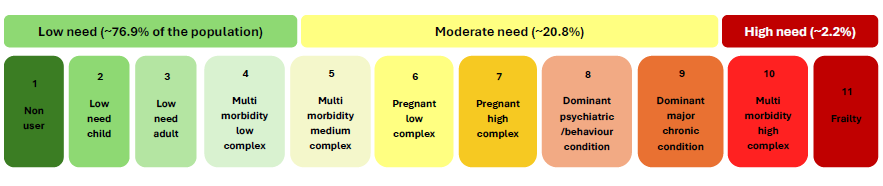 Low need (~76.9% of the population)
Moderate need (~20.8%)
High need (~2.2%)
1
Non
user
2
Low
need
child
3
Low
need
adult
4
Multi
morbidity
low
complex
5
Multi
morbidity
medium
complex
6
Pregnant
low
complex
7
Pregnant
high
complex
8
Dominant
psychiatric
/behaviour
condition
9
Dominant
major
chronic
condition
10
Multi
morbidity
high
complex
11
Frailty